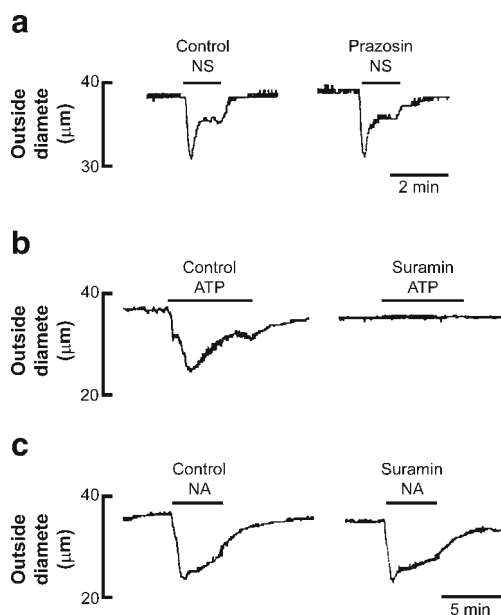 a
Control
NS
Prazosin
NS
40
30
Outside
diamete
(μm)
2 min
b
Control
ATP
Suramin
ATP
40
20
Outside
diamete
(μm)
c
Control
NA
Suramin
NA
40
20
Outside
diamete
(μm)
5 min